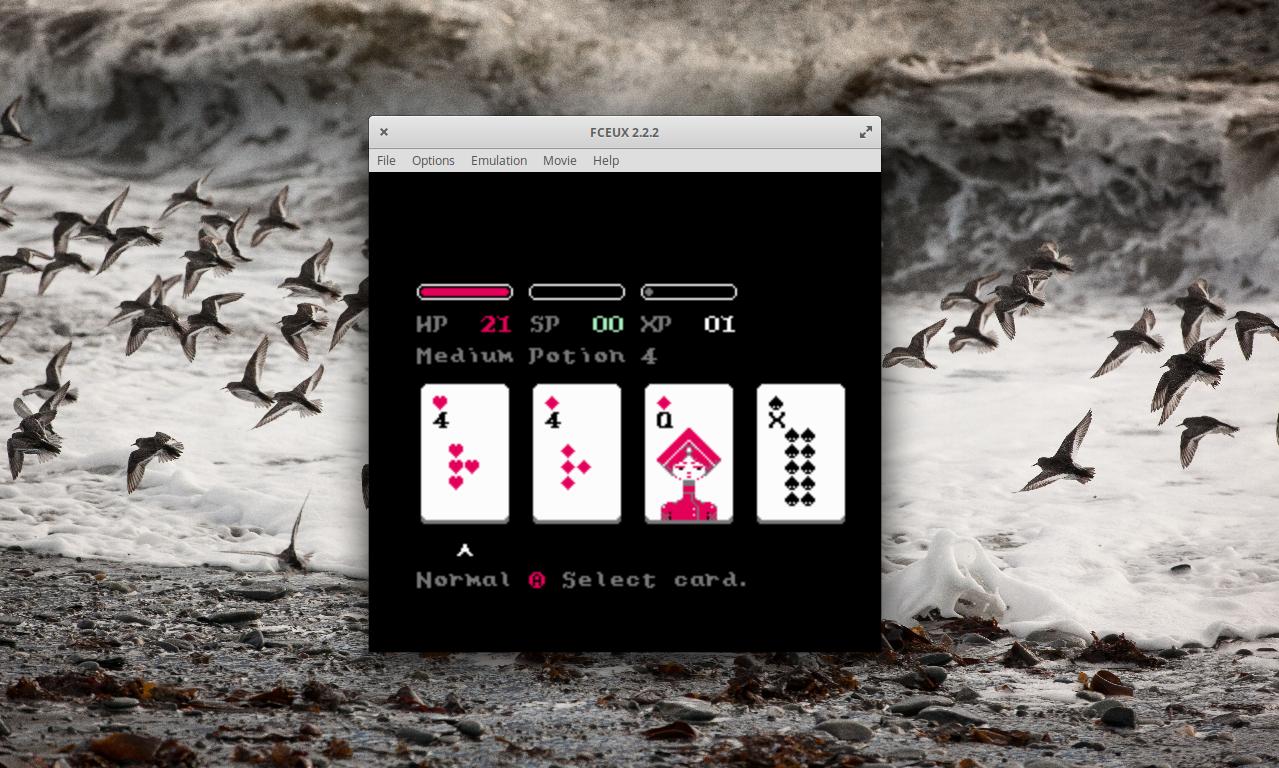 FCEUX 2.2.2
File Options Emulation Movie Help
HP 21 SP 00 XP 01
Medium Potion 4
4 4 Q X
Normal A Select card.